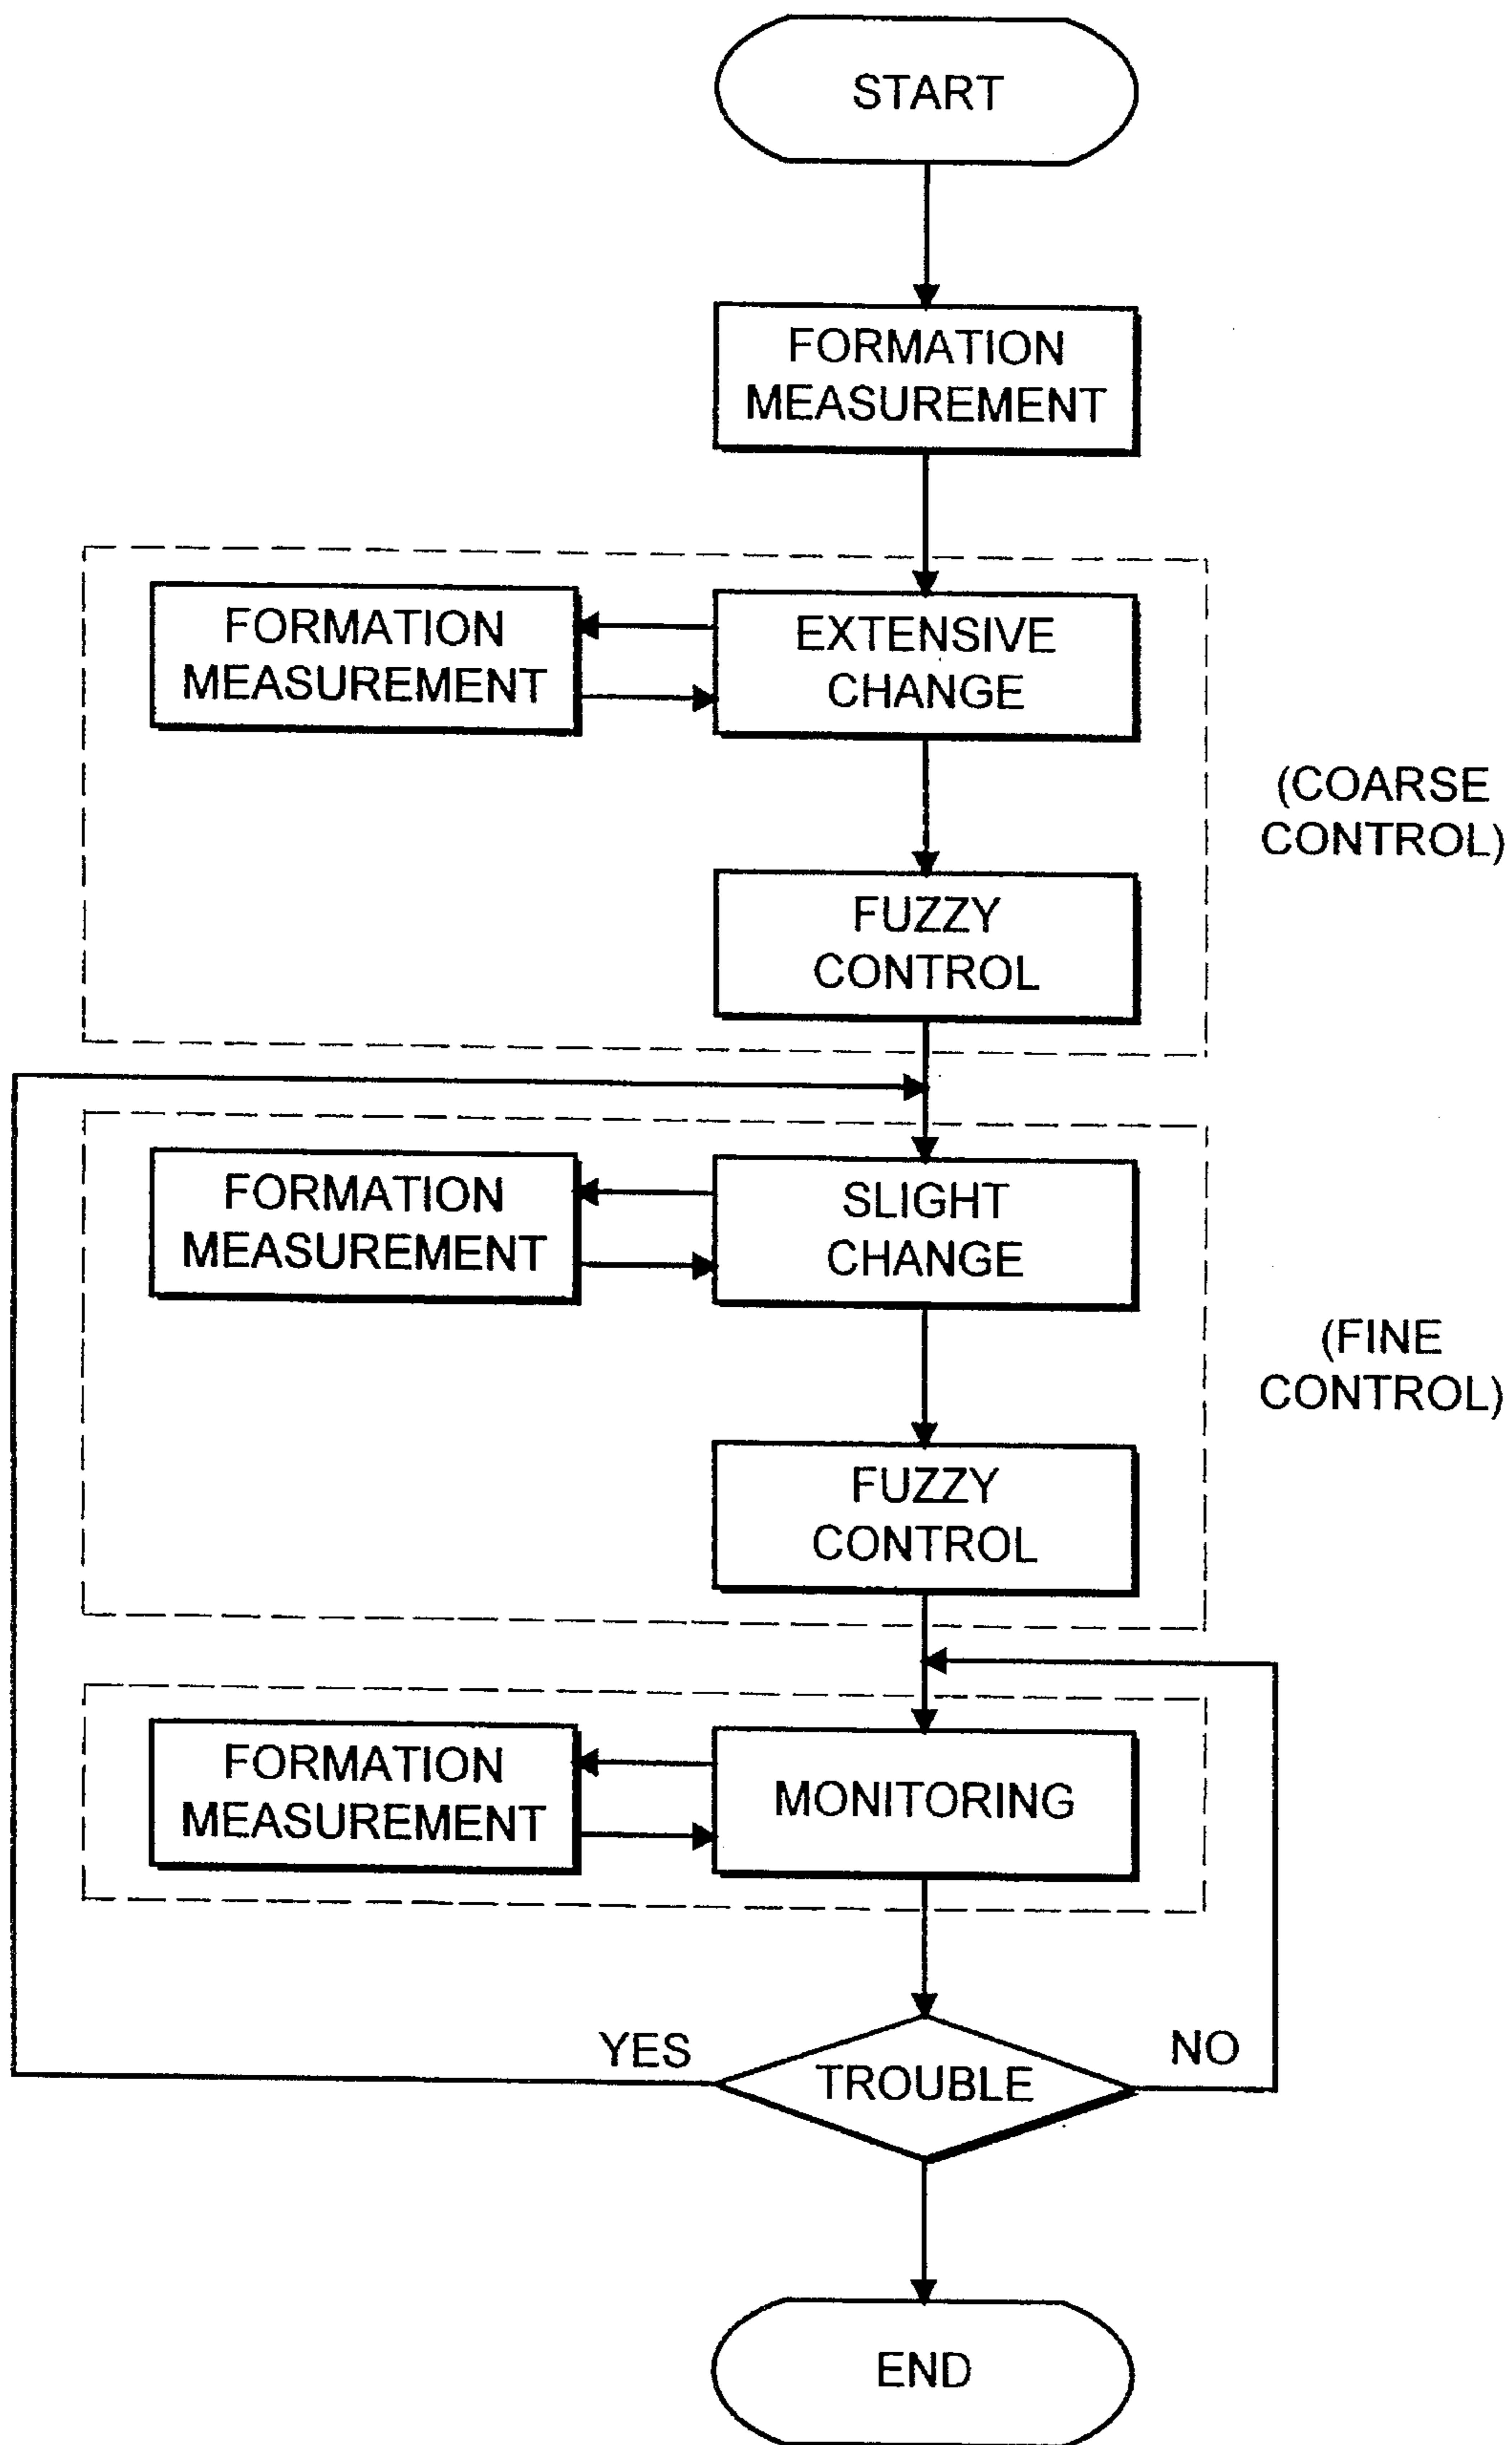 START
FORMATION
MEASUREMENT
FORMATION
MEASUREMENT
EXTENSIVE
CHANGE
(COARSE
CONTROL)
FUZZY
CONTROL
FORMATION
MEASUREMENT
SLIGHT
CHANGE
(FINE
CONTROL)
FUZZY
CONTROL
FORMATION
MEASUREMENT
MONITORING
YES
TROUBLE
NO
END